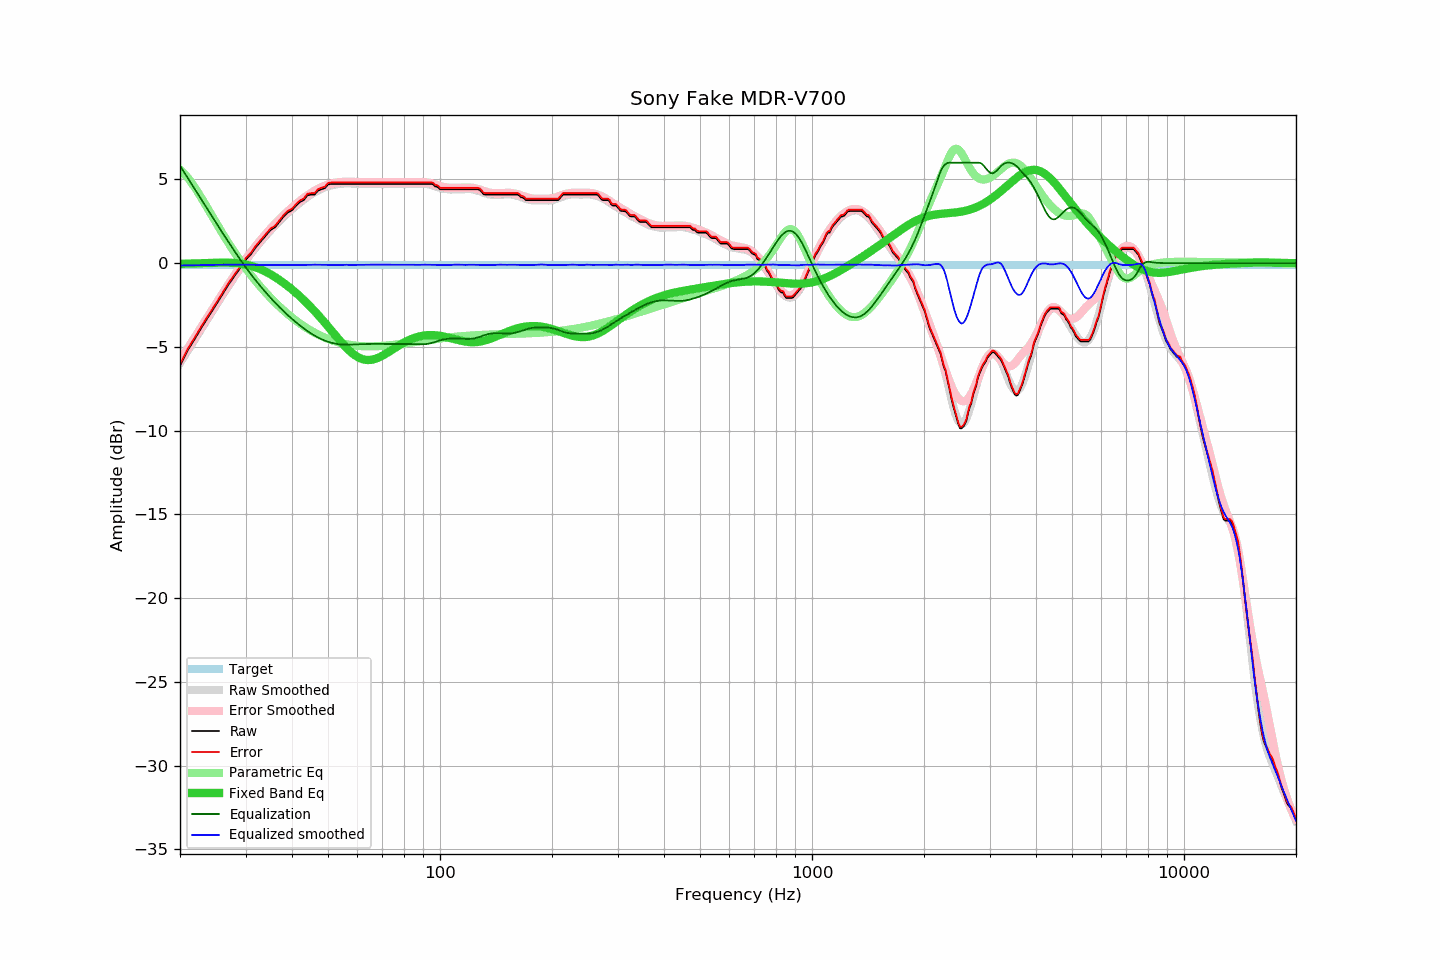 Sony Fake MDR-V700
5
0
−5
−10
−15
−20
−25
−30
−35
Amplitude (dBr)
Target
Raw Smoothed
Error Smoothed
Raw
Error
Parametric Eq
Fixed Band Eq
Equalization
Equalized smoothed
100
1000
10000
Frequency (Hz)